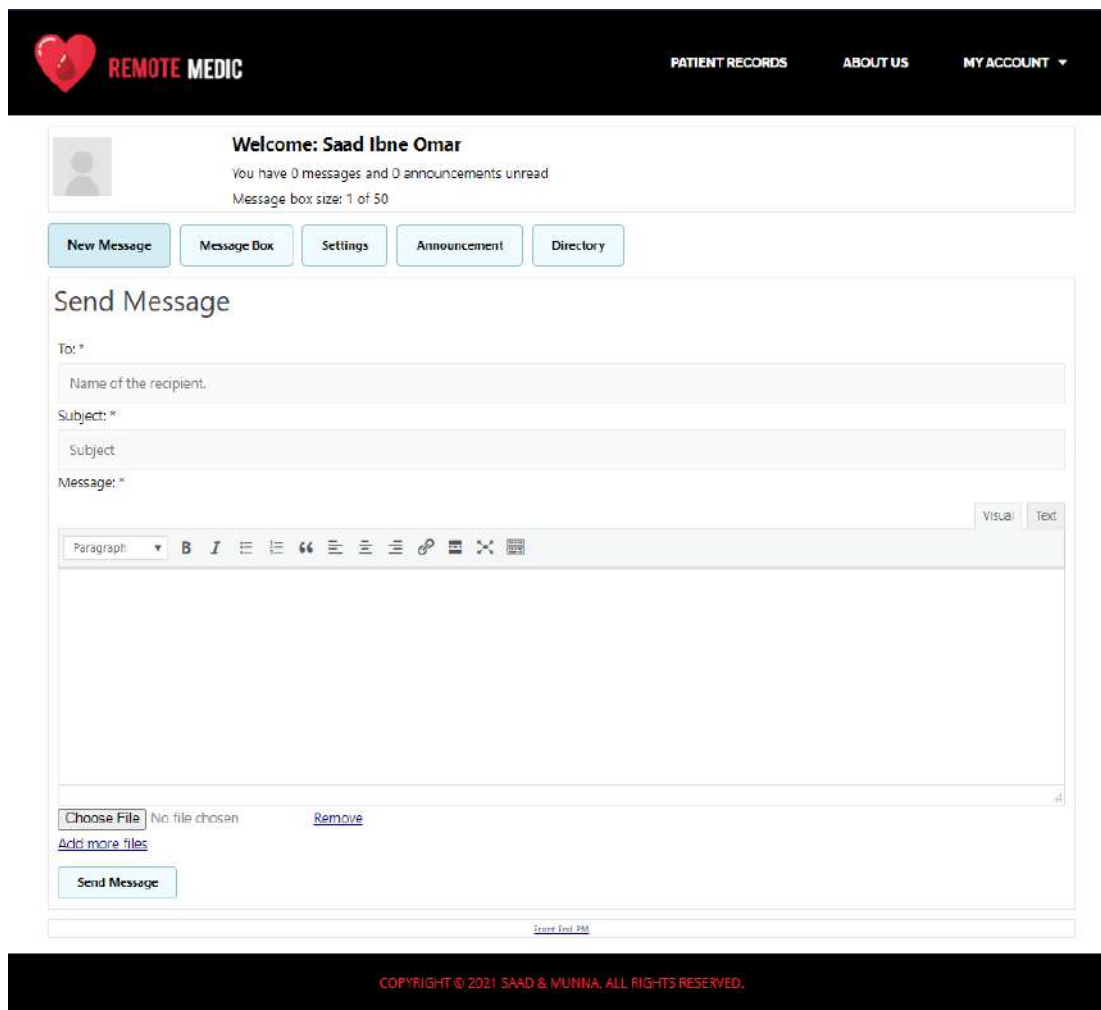 REMOTE MEDIC
PATIENT RECORDS ABOUT US MY ACCOUNT
Welcome: Saad Ibne Omar
You have 0 messages and 0 announcements unread
Message box size: 1 of 50
New Message Message Box Settings Announcement Directory
Send Message
To: *
Name of the recipient.
Subject: *
Subject
Message: *
Visual Text
Paragraph B I
Choose File No file chosen Remove
Add more files
Send Message
Front End PM
COPYRIGHT © 2021 SAAD & MUNNA. ALL RIGHTS RESERVED.